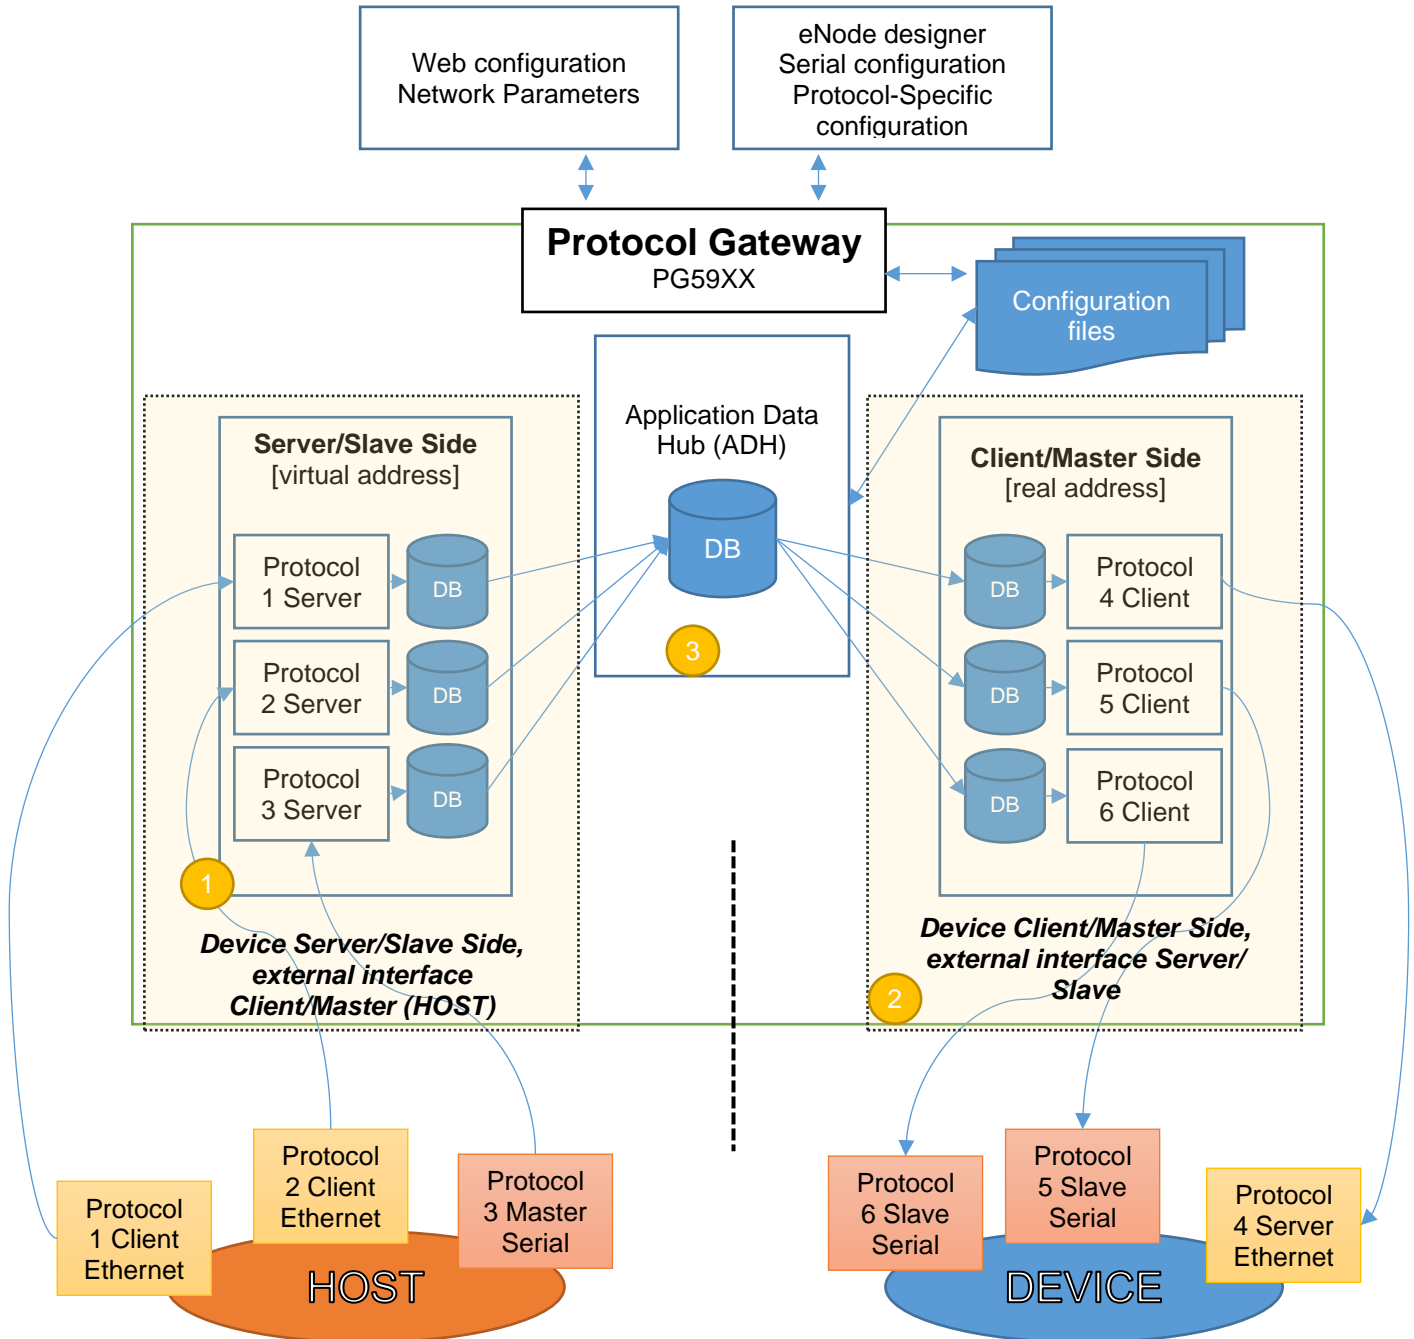 Web configuration
Network Parameters
eNode designer
Serial configuration
Protocol-Specific
configuration
Protocol Gateway
PG59XX
Configuration
files
Application Data
Hub (ADH)
DB
3
Server/Slave Side
[virtual address]
Protocol
1 Server
DB
Protocol
2 Server
DB
Protocol
3 Server
DB
1
Device Server/Slave Side,
external interface
Client/Master (HOST)
Client/Master Side
[real address]
DB
Protocol
4 Client
DB
Protocol
5 Client
DB
Protocol
6 Client
Device Client/Master Side,
external interface Server/
Slave
2
Protocol
1 Client
Ethernet
Protocol
2 Client
Ethernet
Protocol
3 Master
Serial
HOST
Protocol
6 Slave
Serial
Protocol
5 Slave
Serial
Protocol
4 Server
Ethernet
DEVICE